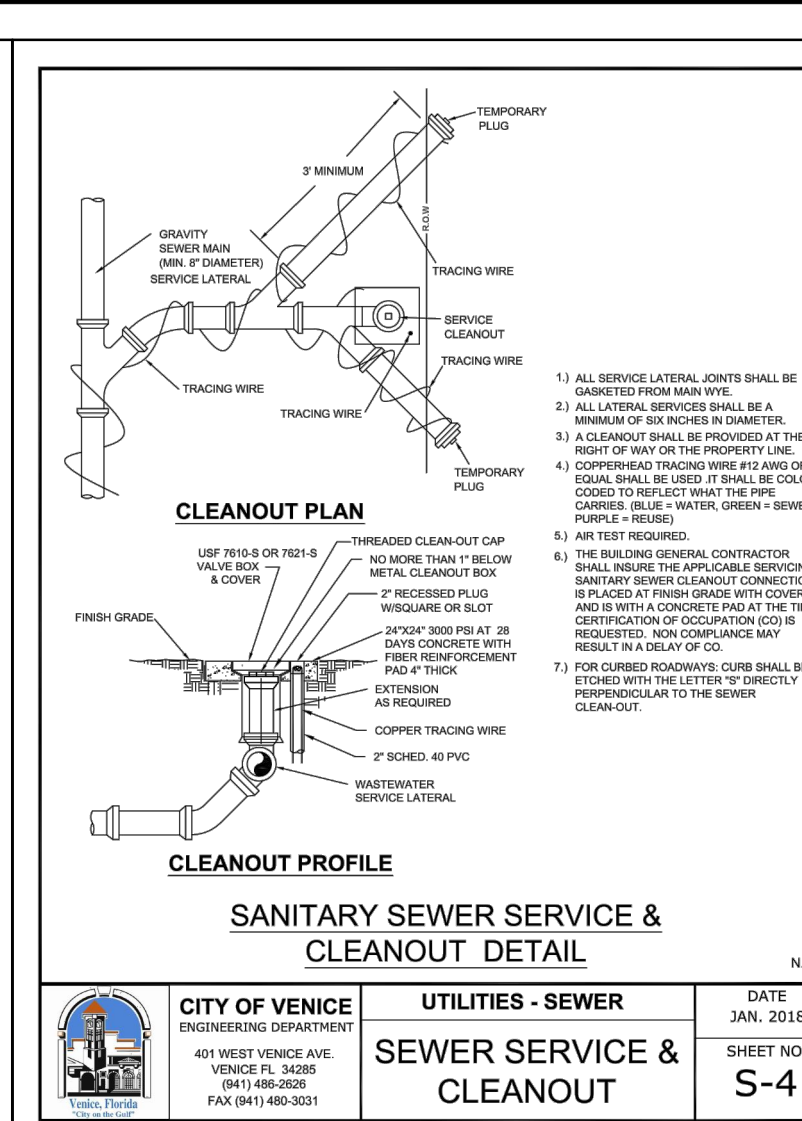 TEMPORARY
PLUG
3' MINIMUM
R.O.W
GRAVITY
SEWER MAIN
(MIN. 8" DIAMETER)
SERVICE LATERAL
TRACING WIRE
SERVICE
CLEANOUT
TRACING WIRE
TRACING WIRE
TRACING WIRE
TEMPORARY
PLUG
CLEANOUT PLAN
THREADED CLEAN-OUT CAP
USF 7610-S OR 7621-S
VALVE BOX
& COVER
NO MORE THAN 1" BELOW
METAL CLEANOUT BOX
2" RECESSED PLUG
W/SQUARE OR SLOT
FINISH GRADE
24"X24" 3000 PSI AT 28
DAYS CONCRETE WITH
FIBER REINFORCEMENT
PAD 4" THICK
EXTENSION
AS REQUIRED
COPPER TRACING WIRE
2" SCHED. 40 PVC
WASTEWATER
SERVICE LATERAL
CLEANOUT PROFILE
1.) ALL SERVICE LATERAL JOINTS SHALL BE
GASKETED FROM MAIN WYE.
2.) ALL LATERAL SERVICES SHALL BE A
MINIMUM OF SIX INCHES IN DIAMETER.
3.) A CLEANOUT SHALL BE PROVIDED AT THE
RIGHT OF WAY OR THE PROPERTY LINE.
4.) COPPERHEAD TRACING WIRE #12 AWG OR
EQUAL SHALL BE USED .IT SHALL BE COLO
CODED TO REFLECT WHAT THE PIPE
CARRIES. (BLUE = WATER, GREEN = SEWE
PURPLE = REUSE)
5.) AIR TEST REQUIRED.
6.) THE BUILDING GENERAL CONTRACTOR
SHALL INSURE THE APPLICABLE SERVICIN
SANITARY SEWER CLEANOUT CONNECTIO
IS PLACED AT FINISH GRADE WITH COVER
AND IS WITH A CONCRETE PAD AT THE TI
CERTIFICATION OF OCCUPATION (CO) IS
REQUESTED. NON COMPLIANCE MAY
RESULT IN A DELAY OF CO.
7.) FOR CURBED ROADWAYS: CURB SHALL BE
ETCHED WITH THE LETTER "S" DIRECTLY
PERPENDICULAR TO THE SEWER
CLEAN-OUT.
SANITARY SEWER SERVICE &
CLEANOUT DETAIL
Venice, Florida
"City on the Gulf"
CITY OF VENICE
ENGINEERING DEPARTMENT
401 WEST VENICE AVE.
VENICE FL 34285
(941) 486-2626
FAX (941) 480-3031
UTILITIES - SEWER
SEWER SERVICE &
CLEANOUT
DATE
JAN. 2018
SHEET NO
S-4